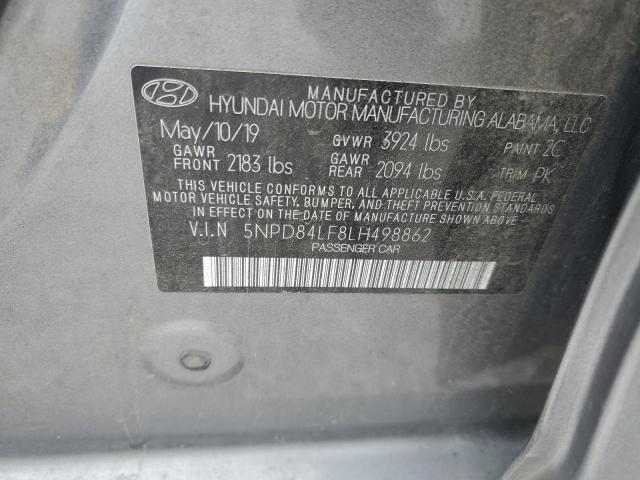 MANUFACTURED BY
HYUNDAI MOTOR MANUFACTURING ALABAMA, LLC
May/10/19 GVWR 3924 lbs PAINT 2C
GAWR FRONT 2183 lbs GAWR REAR 2094 lbs TRIM PK
THIS VEHICLE CONFORMS TO ALL APPLICABLE U.S.A. FEDERAL
MOTOR VEHICLE SAFETY, BUMPER, AND THEFT PREVENTION STANDARDS
IN EFFECT ON THE DATE OF MANUFACTURE SHOWN ABOVE.
V.I.N 5NPD84LF8LH498862
PASSENGER CAR